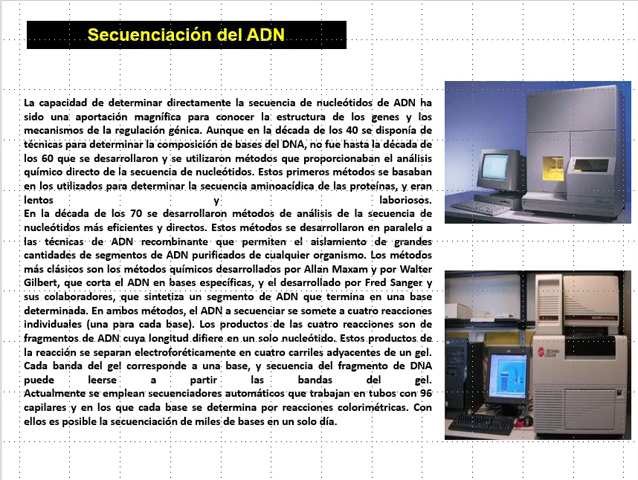 Secuenciación del ADN
La capacidad de determinar directamente la secuencia de nucleótidos de ADN ha
sido una aportación magnífica para conocer la estructura de los genes y los
mecanismos de la regulación génica. Aunque en la década de los 40 se disponía de
técnicas para determinar la composición de bases del DNA, no fue hasta la década de
los 60 que se desarrollaron y se utilizaron métodos que proporcionaban el análisis
químico directo de la secuencia de nucleótidos. Estos primeros métodos se basaban
en los utilizados para determinar la secuencia aminoacídica de las proteínas, y eran
lentos y laboriosos.
En la década de los 70 se desarrollaron métodos de análisis de la secuencia de
nucleótidos más eficientes y directos. Estos métodos se desarrollaron en paralelo a
las técnicas de ADN recombinante que permiten el aislamiento de grandes
cantidades de segmentos de ADN purificados de cualquier organismo. Los métodos
más clásicos son los métodos químicos desarrollados por Allan Maxam y por Walter
Gilbert, que corta el ADN en bases específicas, y el desarrollado por Fred Sanger y
sus colaboradores, que sintetiza un segmento de ADN que termina en una base
determinada. En ambos métodos, el ADN a secuenciar se somete a cuatro reacciones
individuales (una para cada base). Los productos de las cuatro reacciones son de
fragmentos de ADN cuya longitud difiere en un solo nucleótido. Estos productos de
la reacción se separan electroforéticamente en cuatro carriles adyacentes de un gel.
Cada banda del gel corresponde a una base, y secuencia del fragmento de DNA
puede leerse a partir las bandas del gel.
Actualmente se emplean secuenciadores automáticos que trabajan en tubos con 96
capilares y en los que cada base se determina por reacciones colorimétricas. Con
ellos es posible la secuenciación de miles de bases en un solo día.